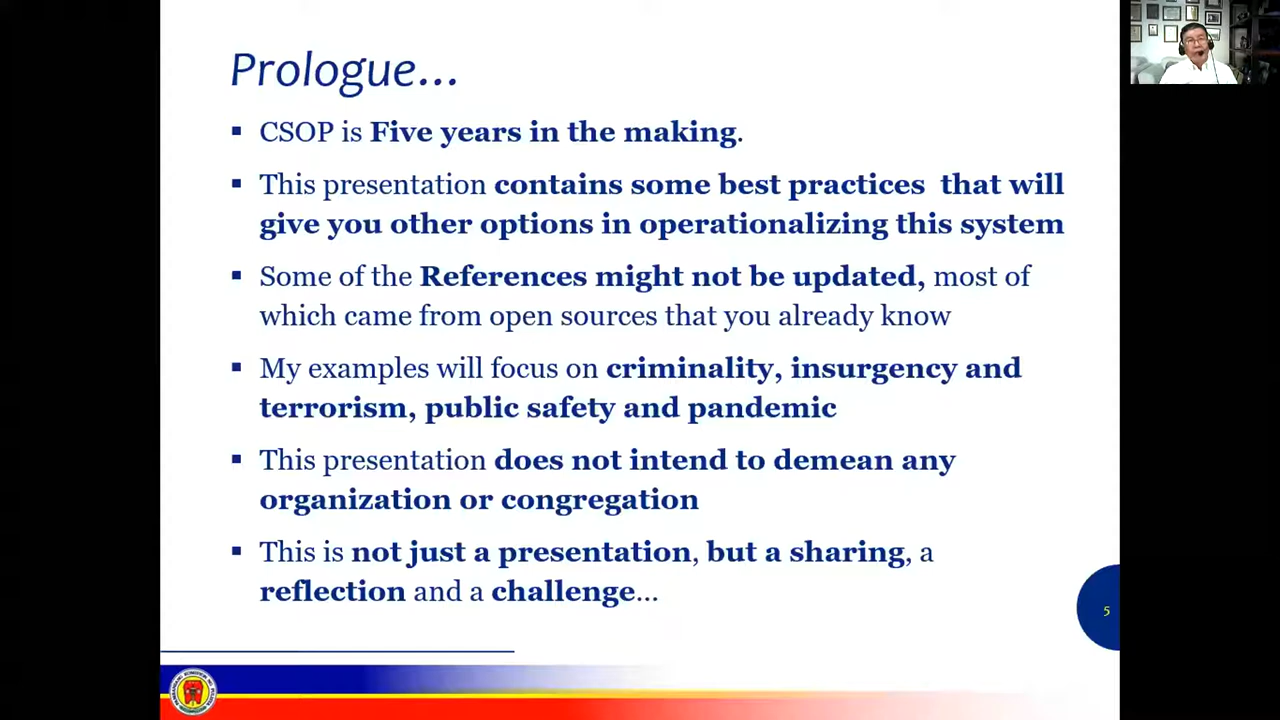 Prologue...
▪ CSOP is Five years in the making.
▪ This presentation contains some best practices that will
give you other options in operationalizing this system
▪ Some of the References might not be updated, most of
which came from open sources that you already know
▪ My examples will focus on criminality, insurgency and
terrorism, public safety and pandemic
▪ This presentation does not intend to demean any
organization or congregation
▪ This is not just a presentation, but a sharing, a
reflection and a challenge...
5